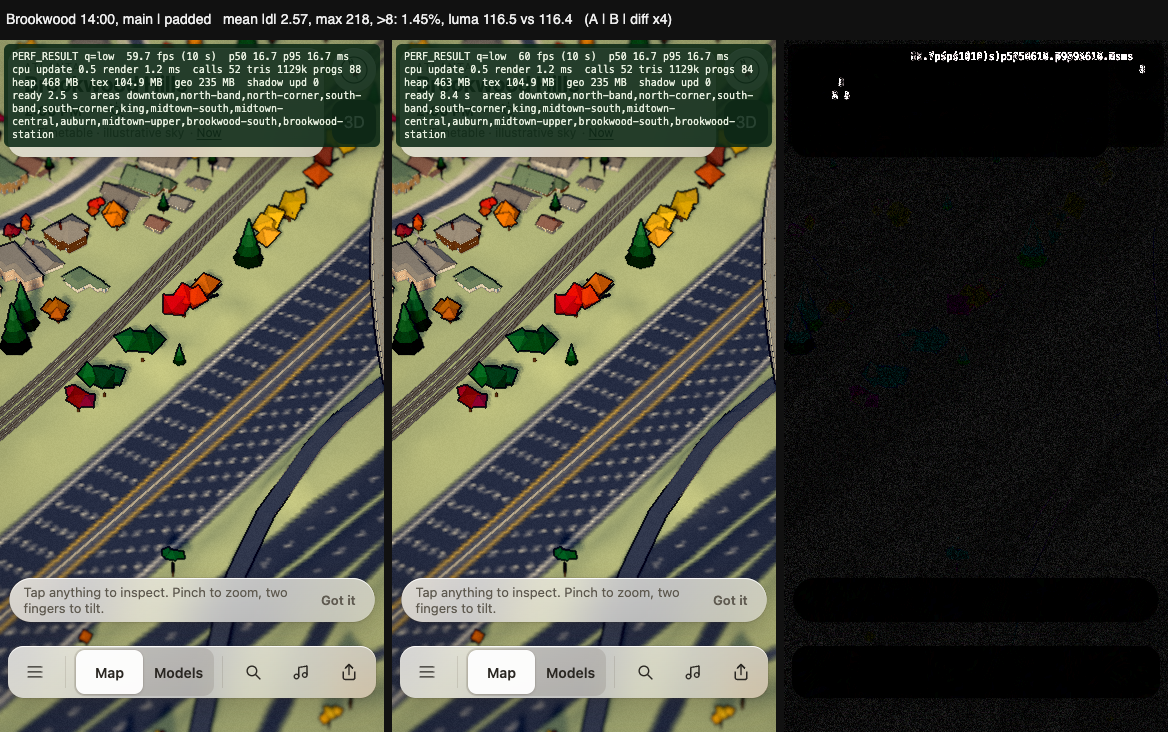 Brookwood 14:00, main | padded mean |d| 2.57, max 218, >8: 1.45%, luma 116.5 vs 116.4 (A | B | diff x4)
PERF_RESULT q=low 59.7 fps (10 s) p50 16.7 p95 16.7 ms
cpu update 0.5 render 1.2 ms calls 52 tris 1129k progs 88
heap 468 MB tex 104.9 MB geo 235 MB shadow upd 0
ready 2.5 s areas downtown,north-band,north-corner,south-
band,south-corner,king,midtown-south,midtown-
central,auburn,midtown-upper,brookwood-south,brookwood-
station
3D
illustrative sky - Now
Tap anything to inspect. Pinch to zoom, two
fingers to tilt.
Got it
Map
Models
PERF_RESULT q=low 60 fps (10 s) p50 16.7 p95 16.7 ms
cpu update 0.5 render 1.2 ms calls 52 tris 1129k progs 84
heap 463 MB tex 104.9 MB geo 235 MB shadow upd 0
ready 8.4 s areas downtown,north-band,north-corner,south-
band,south-corner,king,midtown-south,midtown-
central,auburn,midtown-upper,brookwood-south,brookwood-
station
3D
illustrative sky - Now
Tap anything to inspect. Pinch to zoom, two
fingers to tilt.
Got it
Map
Models